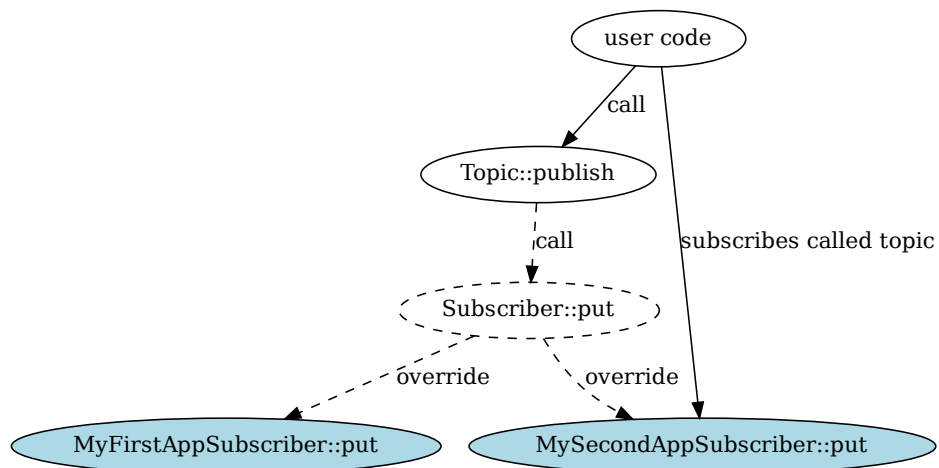 user code
call
Topic::publish
call
subscribes called topic
Subscriber::put
override
override
MyFirstAppSubscriber::put
MySecondAppSubscriber::put